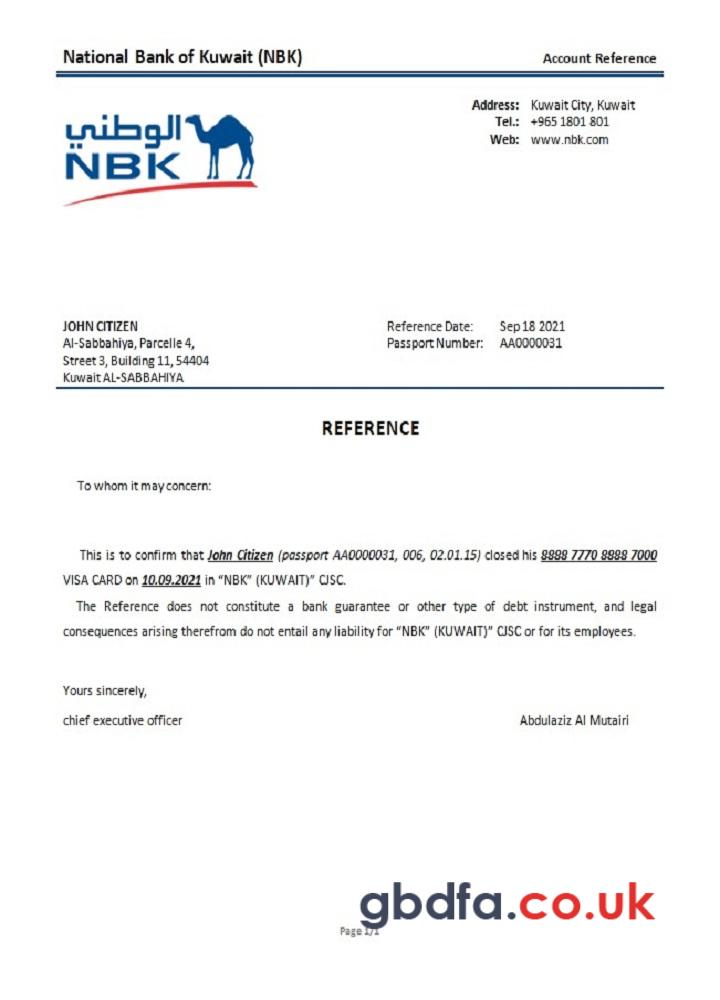 National Bank of Kuwait (NBK) Account Reference
Address: Kuwait City, Kuwait
Tel.: +965 1801 801
Web: www.nbk.com
الوطني
NBK
JOHN CITIZEN
Al-Sabbahiya, Parcelle 4,
Street 3, Building 11, 54404
Kuwait AL-SABBAHIYA
Reference Date: Sep 18 2021
Passport Number: AA0000031
REFERENCE
To whom it may concern:
This is to confirm that John Citizen (passport AA0000031, 006, 02.01.15) closed his 8888 7770 8888 7000
VISA CARD on 10.09.2021 in “NBK” (KUWAIT)” CJSC.
The Reference does not constitute a bank guarantee or other type of debt instrument, and legal
consequences arising therefrom do not entail any liability for “NBK” (KUWAIT)” CJSC or for its employees.
Yours sincerely,
chief executive officer Abdulaziz Al Mutairi
gbdfa.co.uk
Page 1/1